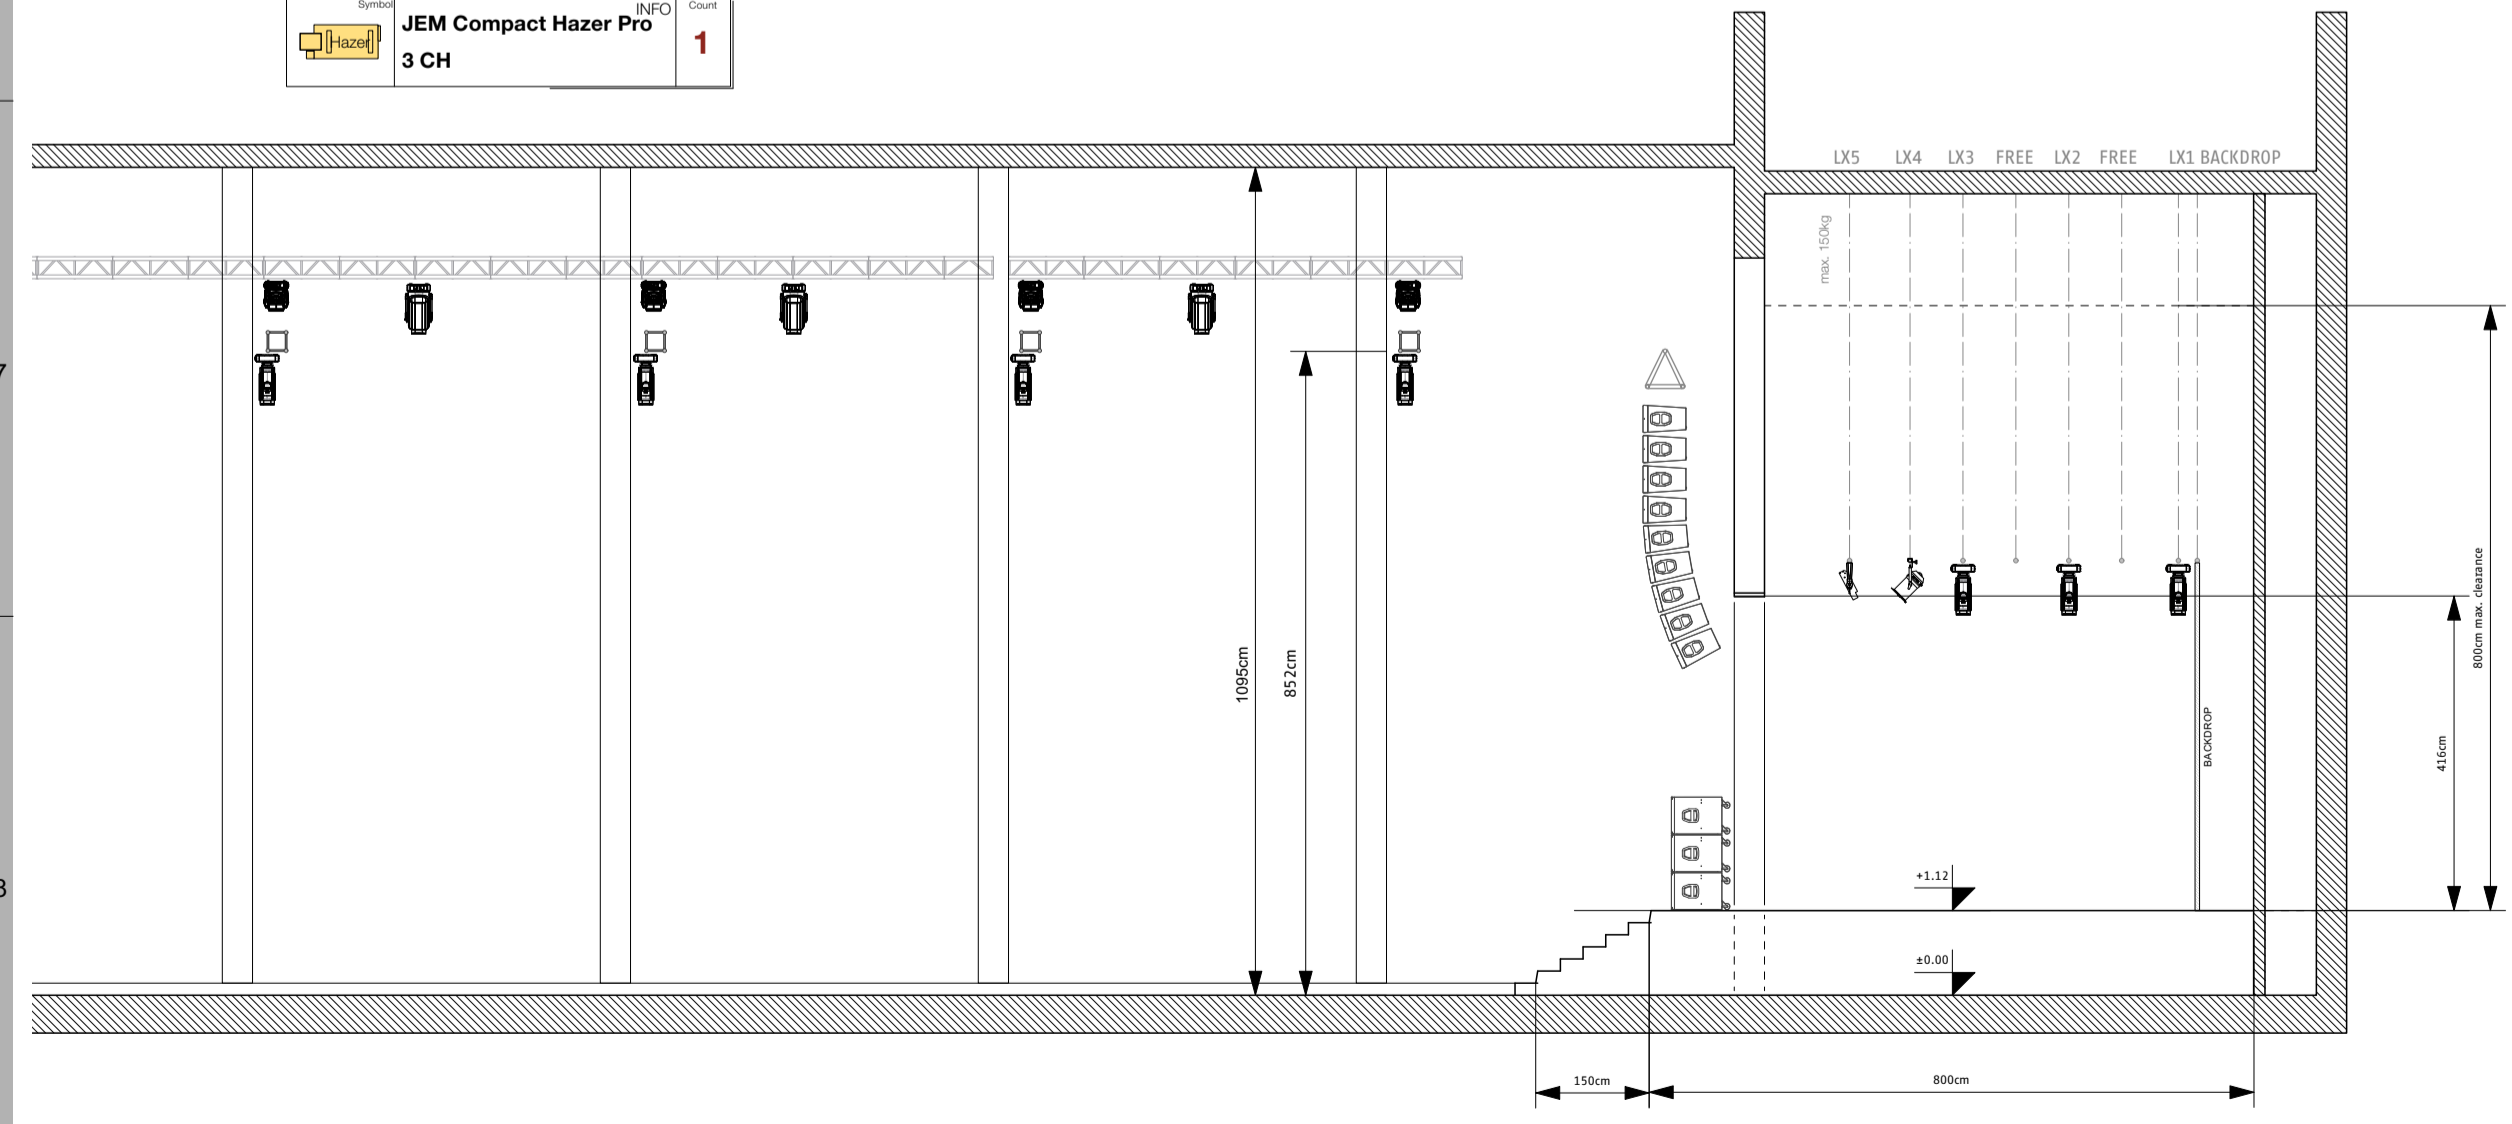 Symbol
INFO
Count
Hazer
JEM Compact Hazer Pro
3 CH
1
LX5 LX4 LX3 FREE LX2 FREE LX1 BACKDROP
max. 150kg
7
1095cm
852cm
800cm max. clearance
416cm
BACKDROP
+1.12
±0.00
150cm
800cm